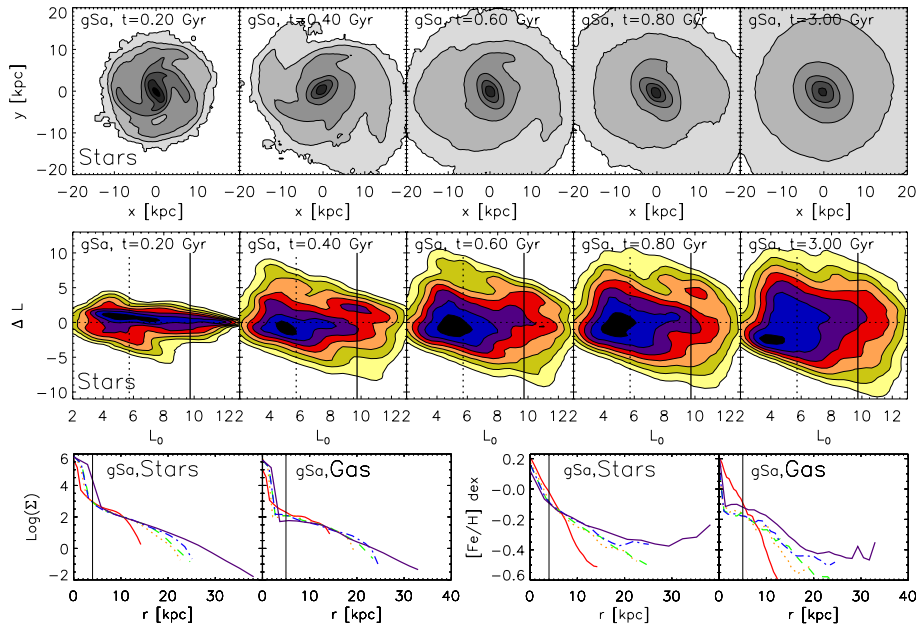 gSa, t=0.20 Gyr
gSa, t=0.40 Gyr
gSa, t=0.60 Gyr
gSa, t=0.80 Gyr
gSa, t=3.00 Gyr
20
10
0
−10
−20
y [kpc]
Stars
−20 −10 0 10 −20 −10 0 10 −20 −10 0 10 −20 −10 0 10 −20 −10 0 10 20
x [kpc] x [kpc] x [kpc] x [kpc] x [kpc]
gSa, t=0.20 Gyr
gSa, t=0.40 Gyr
gSa, t=0.60 Gyr
gSa, t=0.80 Gyr
gSa, t=3.00 Gyr
10
5
0
−5
−10
Δ L
Stars
2 4 6 8 10 12 2 4 6 8 10 12 2 4 6 8 10 12 2 4 6 8 10 12 2 4 6 8 10 12
L₀ L₀ L₀ L₀ L₀
gSa,Stars
gSa,Gas
6
4
2
0
−2
Log(Σ)
0 10 20 30 0 10 20 30 40
r [kpc] r [kpc]
gSa,Stars
gSa,Gas
0.2
−0.0
−0.2
−0.4
−0.6
[Fe/H] dex
0 10 20 30 0 10 20 30 40
r [kpc] r [kpc]